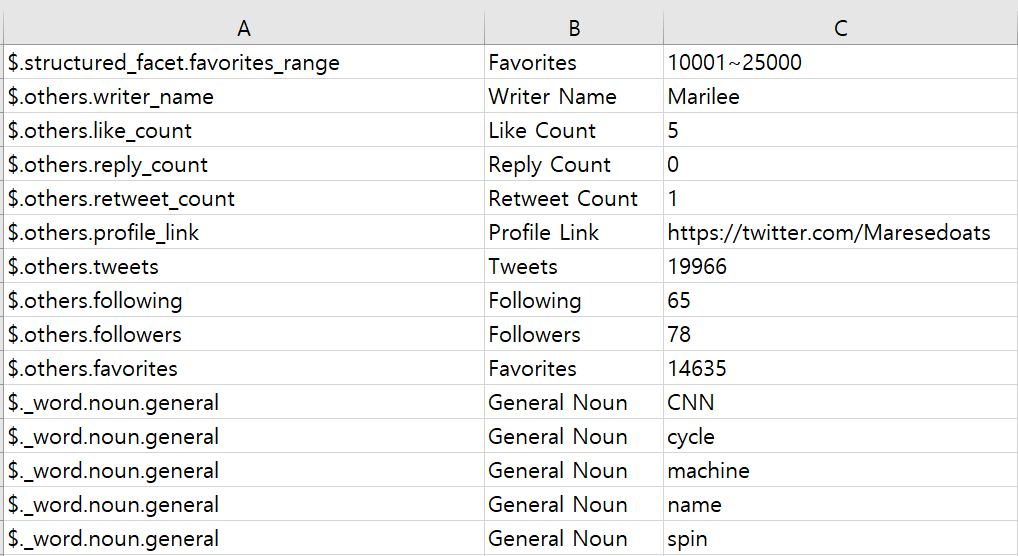 A B C
$.structured_facet.favorites_range Favorites 10001~25000
$.others.writer_name Writer Name Marilee
$.others.like_count Like Count 5
$.others.reply_count Reply Count 0
$.others.retweet_count Retweet Count 1
$.others.profile_link Profile Link https://twitter.com/Maresedoats
$.others.tweets Tweets 19966
$.others.following Following 65
$.others.followers Followers 78
$.others.favorites Favorites 14635
$._word.noun.general General Noun CNN
$._word.noun.general General Noun cycle
$._word.noun.general General Noun machine
$._word.noun.general General Noun name
$._word.noun.general General Noun spin